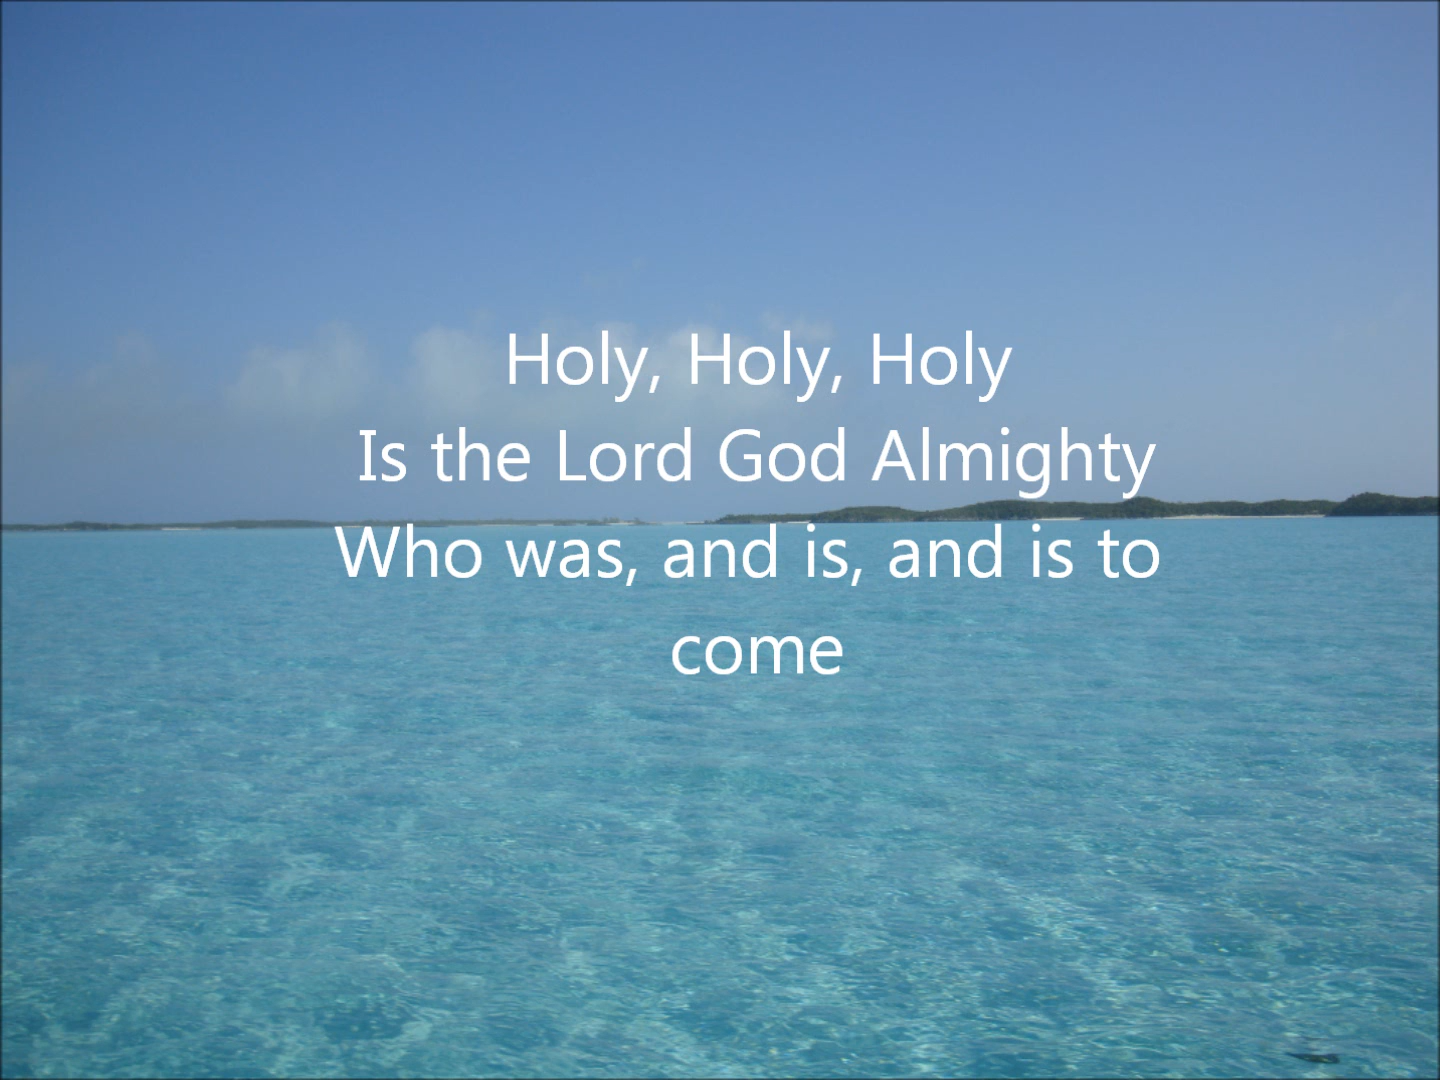 Holy, Holy, Holy
Is the Lord God Almighty
Who was, and is, and is to
come